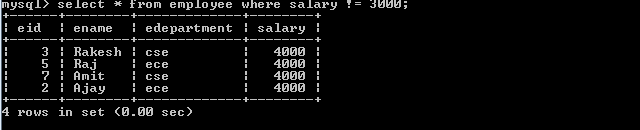 mysql> select * from employee where salary != 3000;
+------+--------+-------------+--------+
| eid | ename | edepartment | salary |
+------+--------+-------------+--------+
| 3 | Rakesh | cse | 4000 |
| 5 | Raj | ece | 4000 |
| 7 | Amit | cse | 4000 |
| 2 | Ajay | ece | 4000 |
+------+--------+-------------+--------+
4 rows in set (0.00 sec)